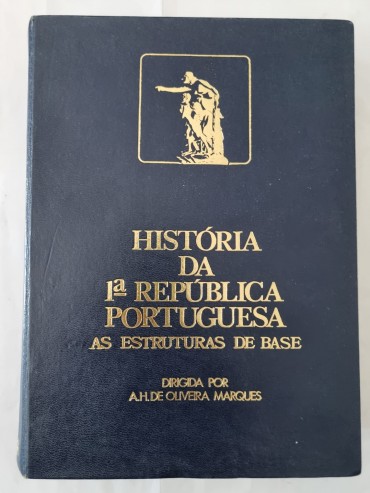 HISTÓRIA
DA
1ª REPÚBLICA
PORTUGUESA
AS ESTRUTURAS DE BASE
DIRIGIDA POR
A.H. DE OLIVEIRA MARQUES